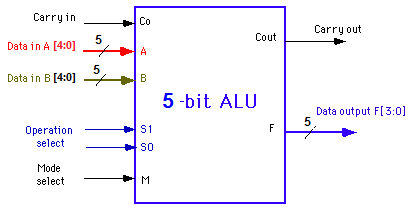 Carry in
Co
Cout
Carry out
Data in A [4:0]
5
A
Data in B [4:0]
5
B
5-bit ALU
Data output F[3:0]
5
F
Operation
select
S1
S0
Mode
select
M